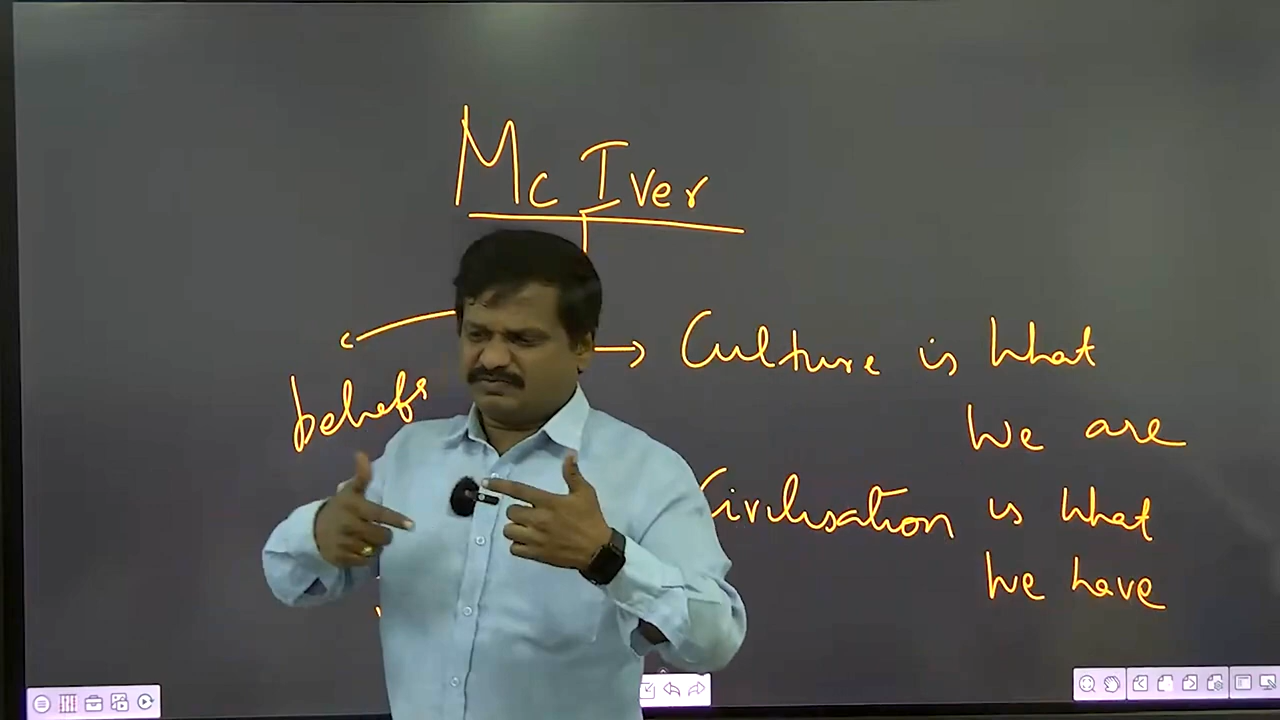 Mc Iver
beliefs
Culture is what
we are
Civilisation is what
we have